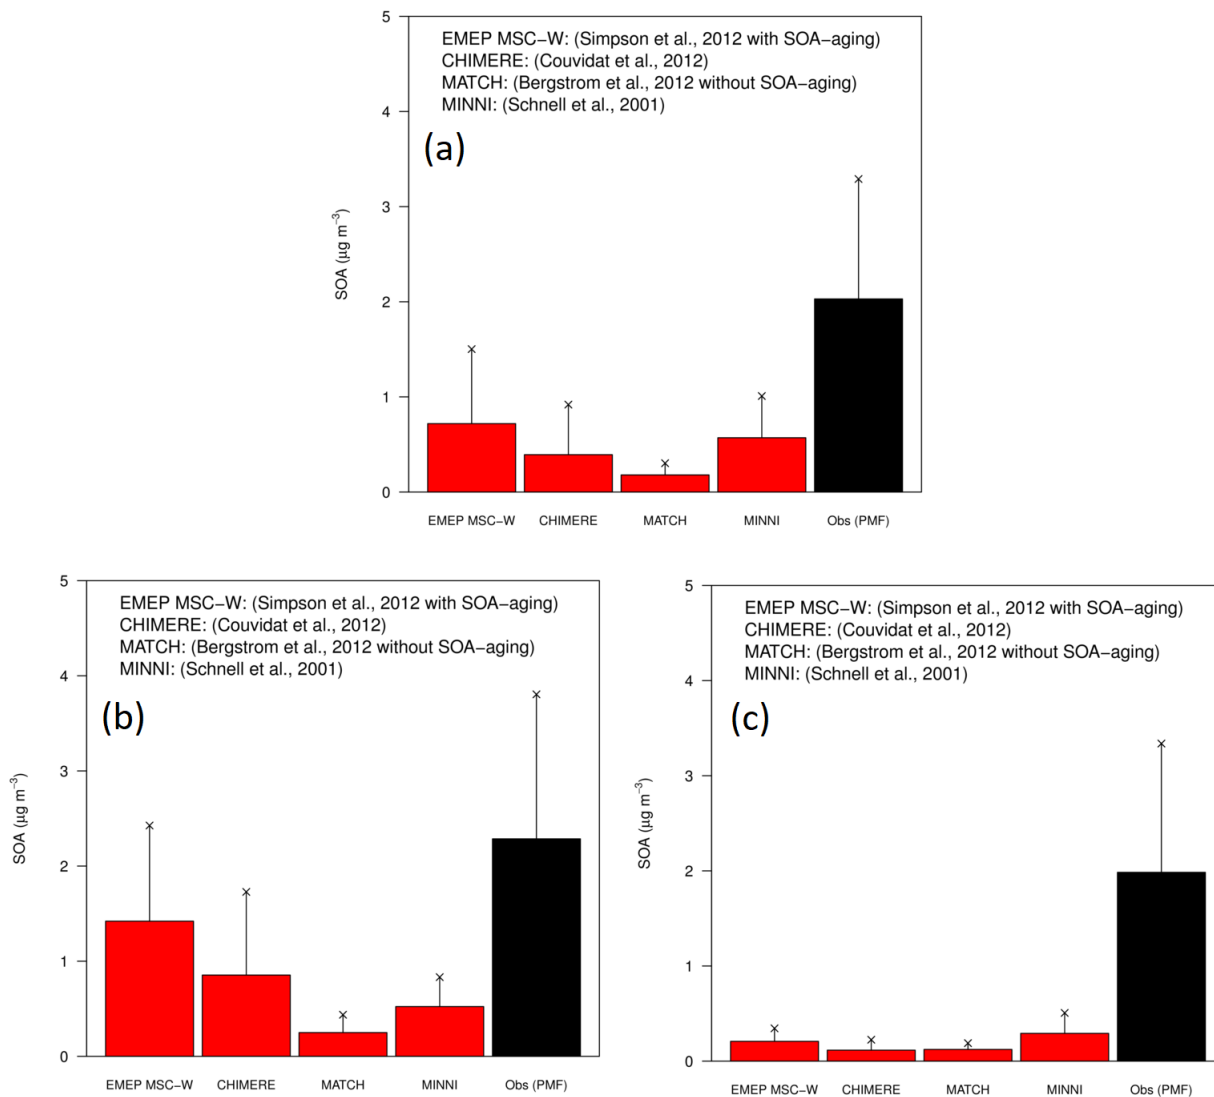 EMEP MSC−W: (Simpson et al., 2012 with SOA−aging)
CHIMERE: (Couvidat et al., 2012)
MATCH: (Bergstrom et al., 2012 without SOA−aging)
MINNI: (Schnell et al., 2001)
(a)
SOA (µg m⁻³)
5
4
3
2
1
0
EMEP MSC−W CHIMERE MATCH MINNI Obs (PMF)
EMEP MSC−W: (Simpson et al., 2012 with SOA−aging)
CHIMERE: (Couvidat et al., 2012)
MATCH: (Bergstrom et al., 2012 without SOA−aging)
MINNI: (Schnell et al., 2001)
(b)
SOA (µg m⁻³)
5
4
3
2
1
0
EMEP MSC−W CHIMERE MATCH MINNI Obs (PMF)
EMEP MSC−W: (Simpson et al., 2012 with SOA−aging)
CHIMERE: (Couvidat et al., 2012)
MATCH: (Bergstrom et al., 2012 without SOA−aging)
MINNI: (Schnell et al., 2001)
(c)
SOA (µg m⁻³)
5
4
3
2
1
0
EMEP MSC−W CHIMERE MATCH MINNI Obs (PMF)